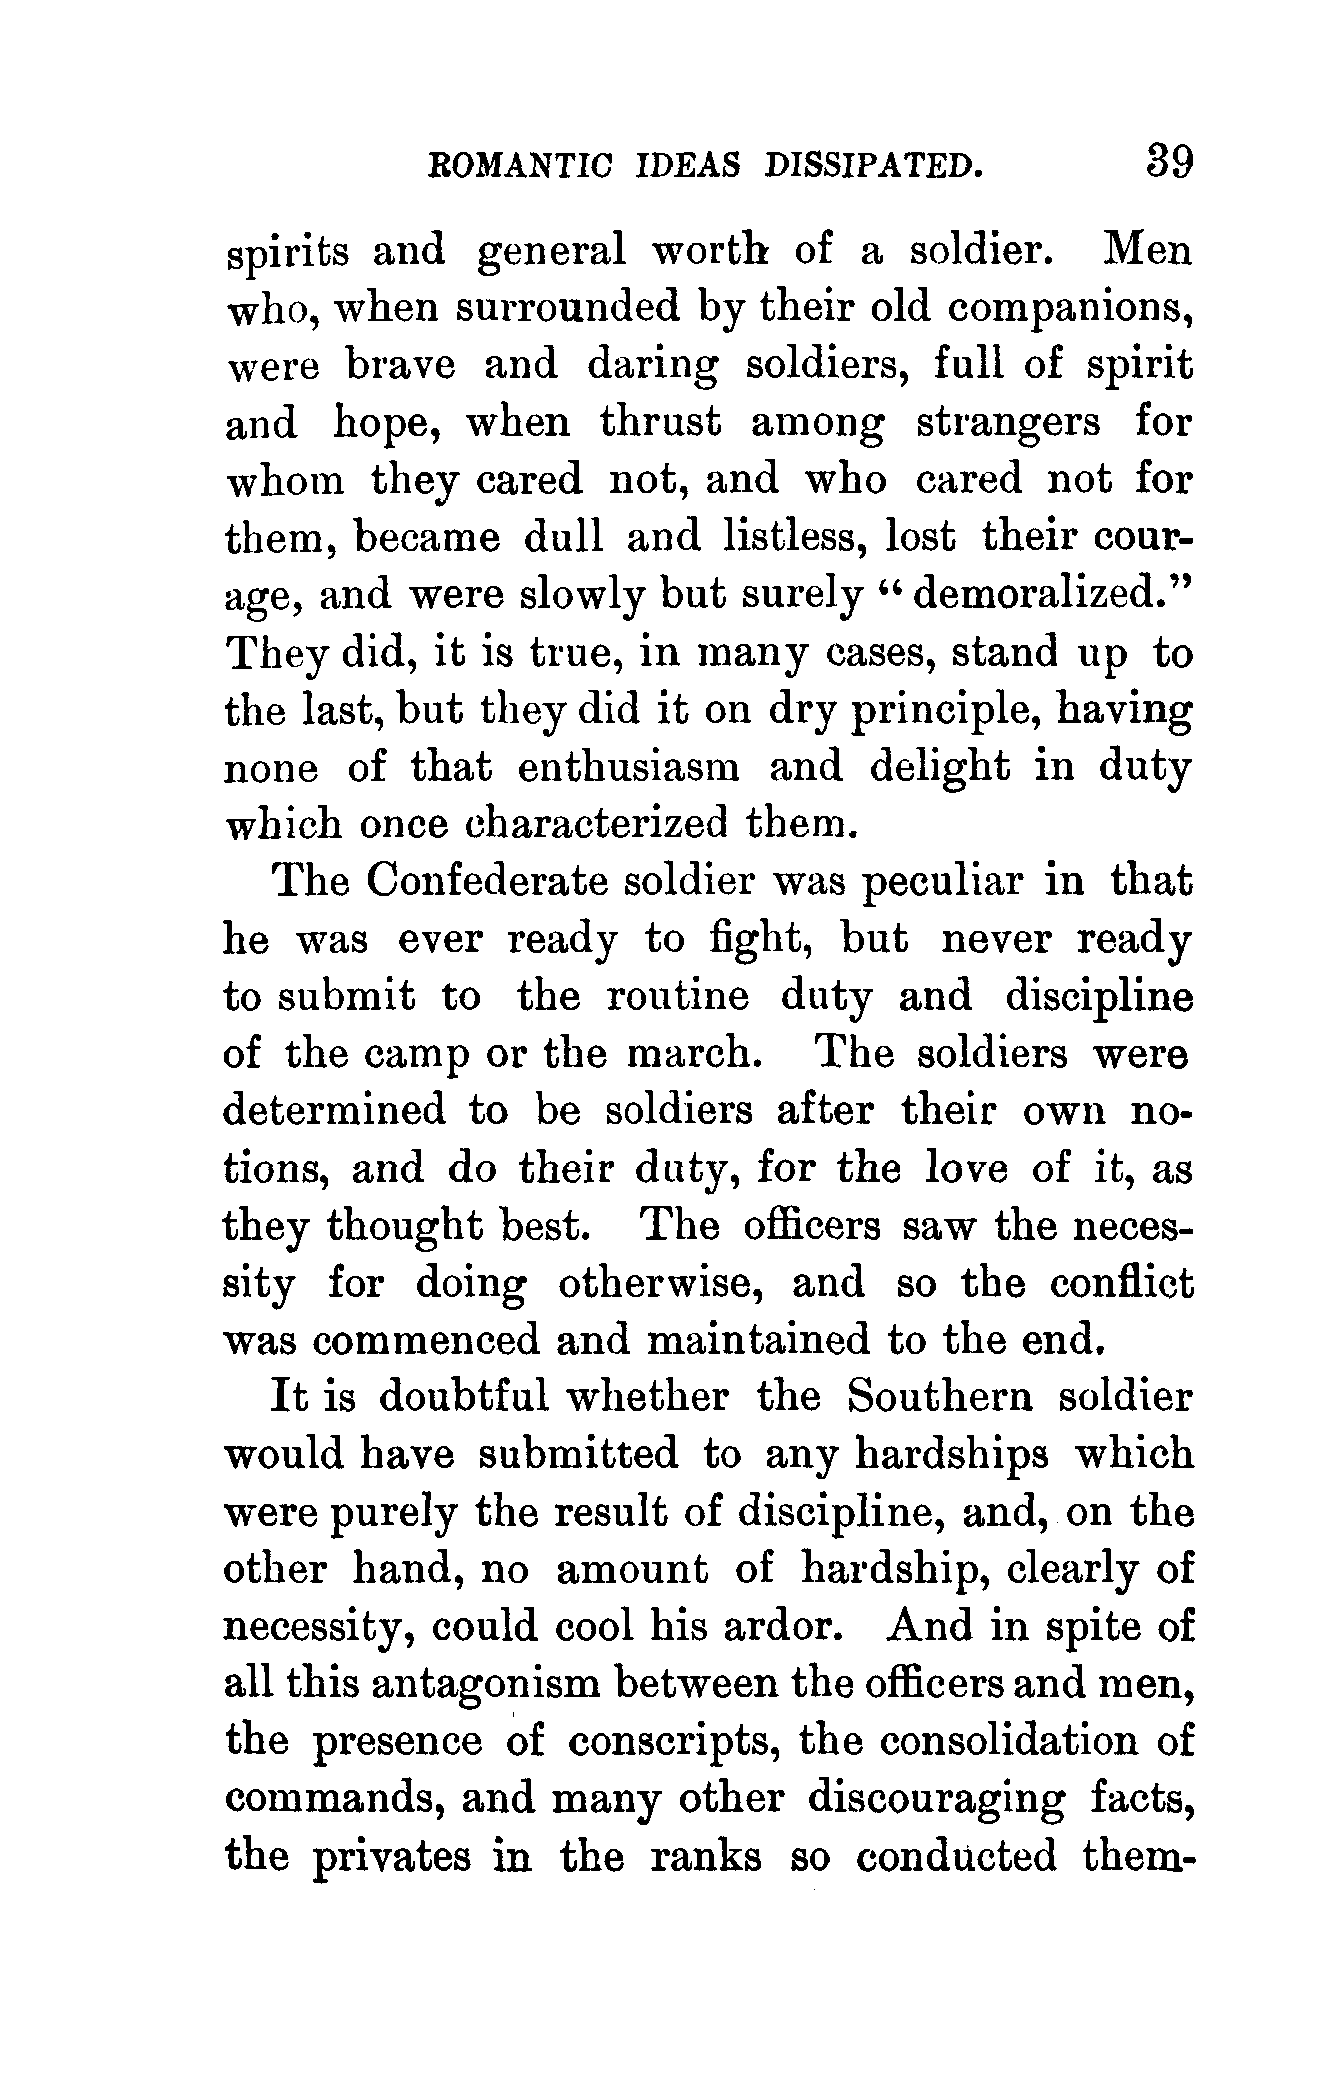 ROMANTIC IDEAS DISSIPATED. 39
spirits and general worth of a soldier. Men
who, when surrounded by their old companions,
were brave and daring soldiers, full of spirit
and hope, when thrust among strangers for
whom they cared not, and who cared not for
them, became dull and listless, lost their cour-
age, and were slowly but surely “ demoralized.”
They did, it is true, in many cases, stand up to
the last, but they did it on dry principle, having
none of that enthusiasm and delight in duty
which once characterized them.
The Confederate soldier was peculiar in that
he was ever ready to fight, but never ready
to submit to the routine duty and discipline
of the camp or the march. The soldiers were
determined to be soldiers after their own no-
tions, and do their duty, for the love of it, as
they thought best. The officers saw the neces-
sity for doing otherwise, and so the conflict
was commenced and maintained to the end.
It is doubtful whether the Southern soldier
would have submitted to any hardships which
were purely the result of discipline, and, on the
other hand, no amount of hardship, clearly of
necessity, could cool his ardor. And in spite of
all this antagonism between the officers and men,
the presence of conscripts, the consolidation of
commands, and many other discouraging facts,
the privates in the ranks so conducted them-